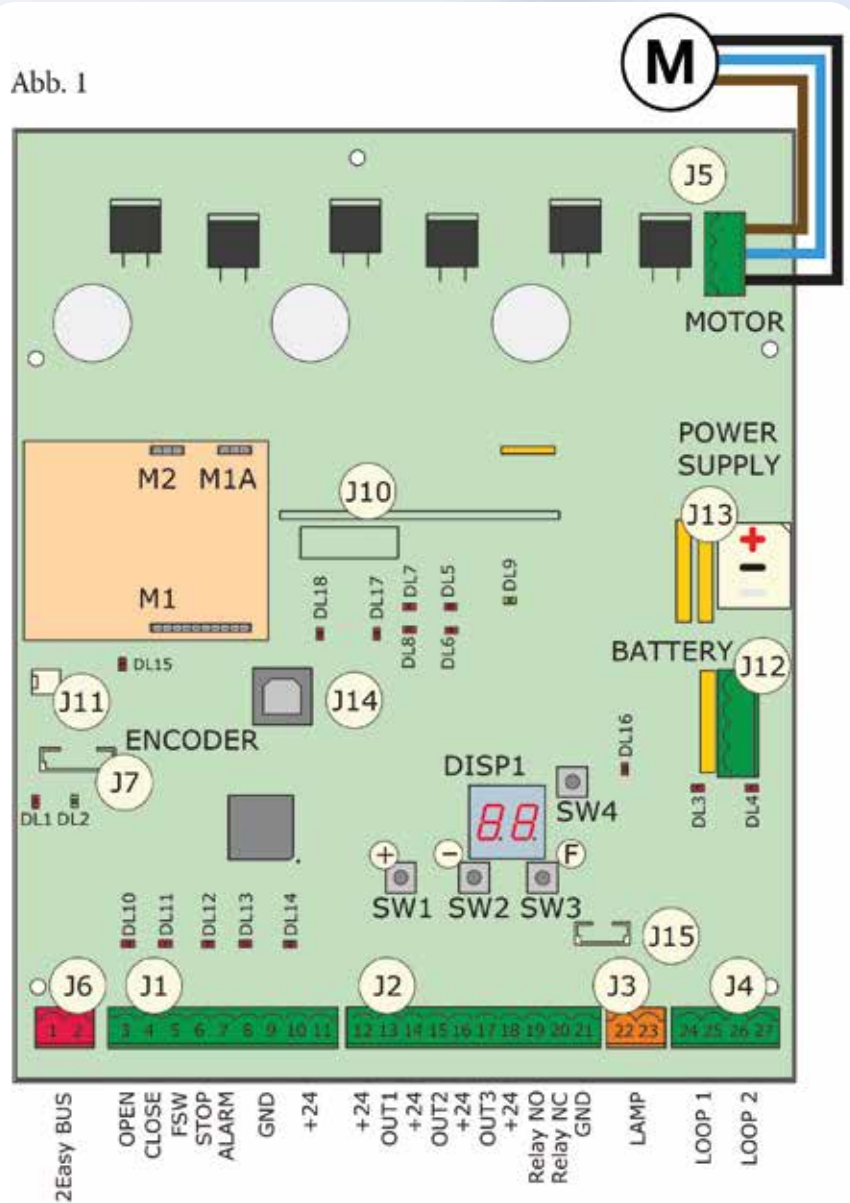 Abb. 1
M
J5
MOTOR
POWER
SUPPLY
M2 M1A
J10
J13
+
−
M1
DL18
DL17
DL7
DL8
DL5
DL6
DL9
BATTERY
J12
DL15
J11
J14
ENCODER
J7
DL16
DISP1
SW4
88
DL1 DL2
DL3
DL4
+
−
F
SW1 SW2 SW3
DL10
DL11
DL12
DL13
DL14
J15
J6
J1
J2
J3
J4
1 2
3 4 5 6 7 8 9 10 11
12 13 14 15 16 17 18 19 20 21
22 23
24 25 26 27
2Easy BUS
OPEN
CLOSE
FSW
STOP
ALARM
GND
+24
+24
OUT1
+24
OUT2
+24
OUT3
+24
Relay NO
Relay NC
GND
LAMP
LOOP 1
LOOP 2